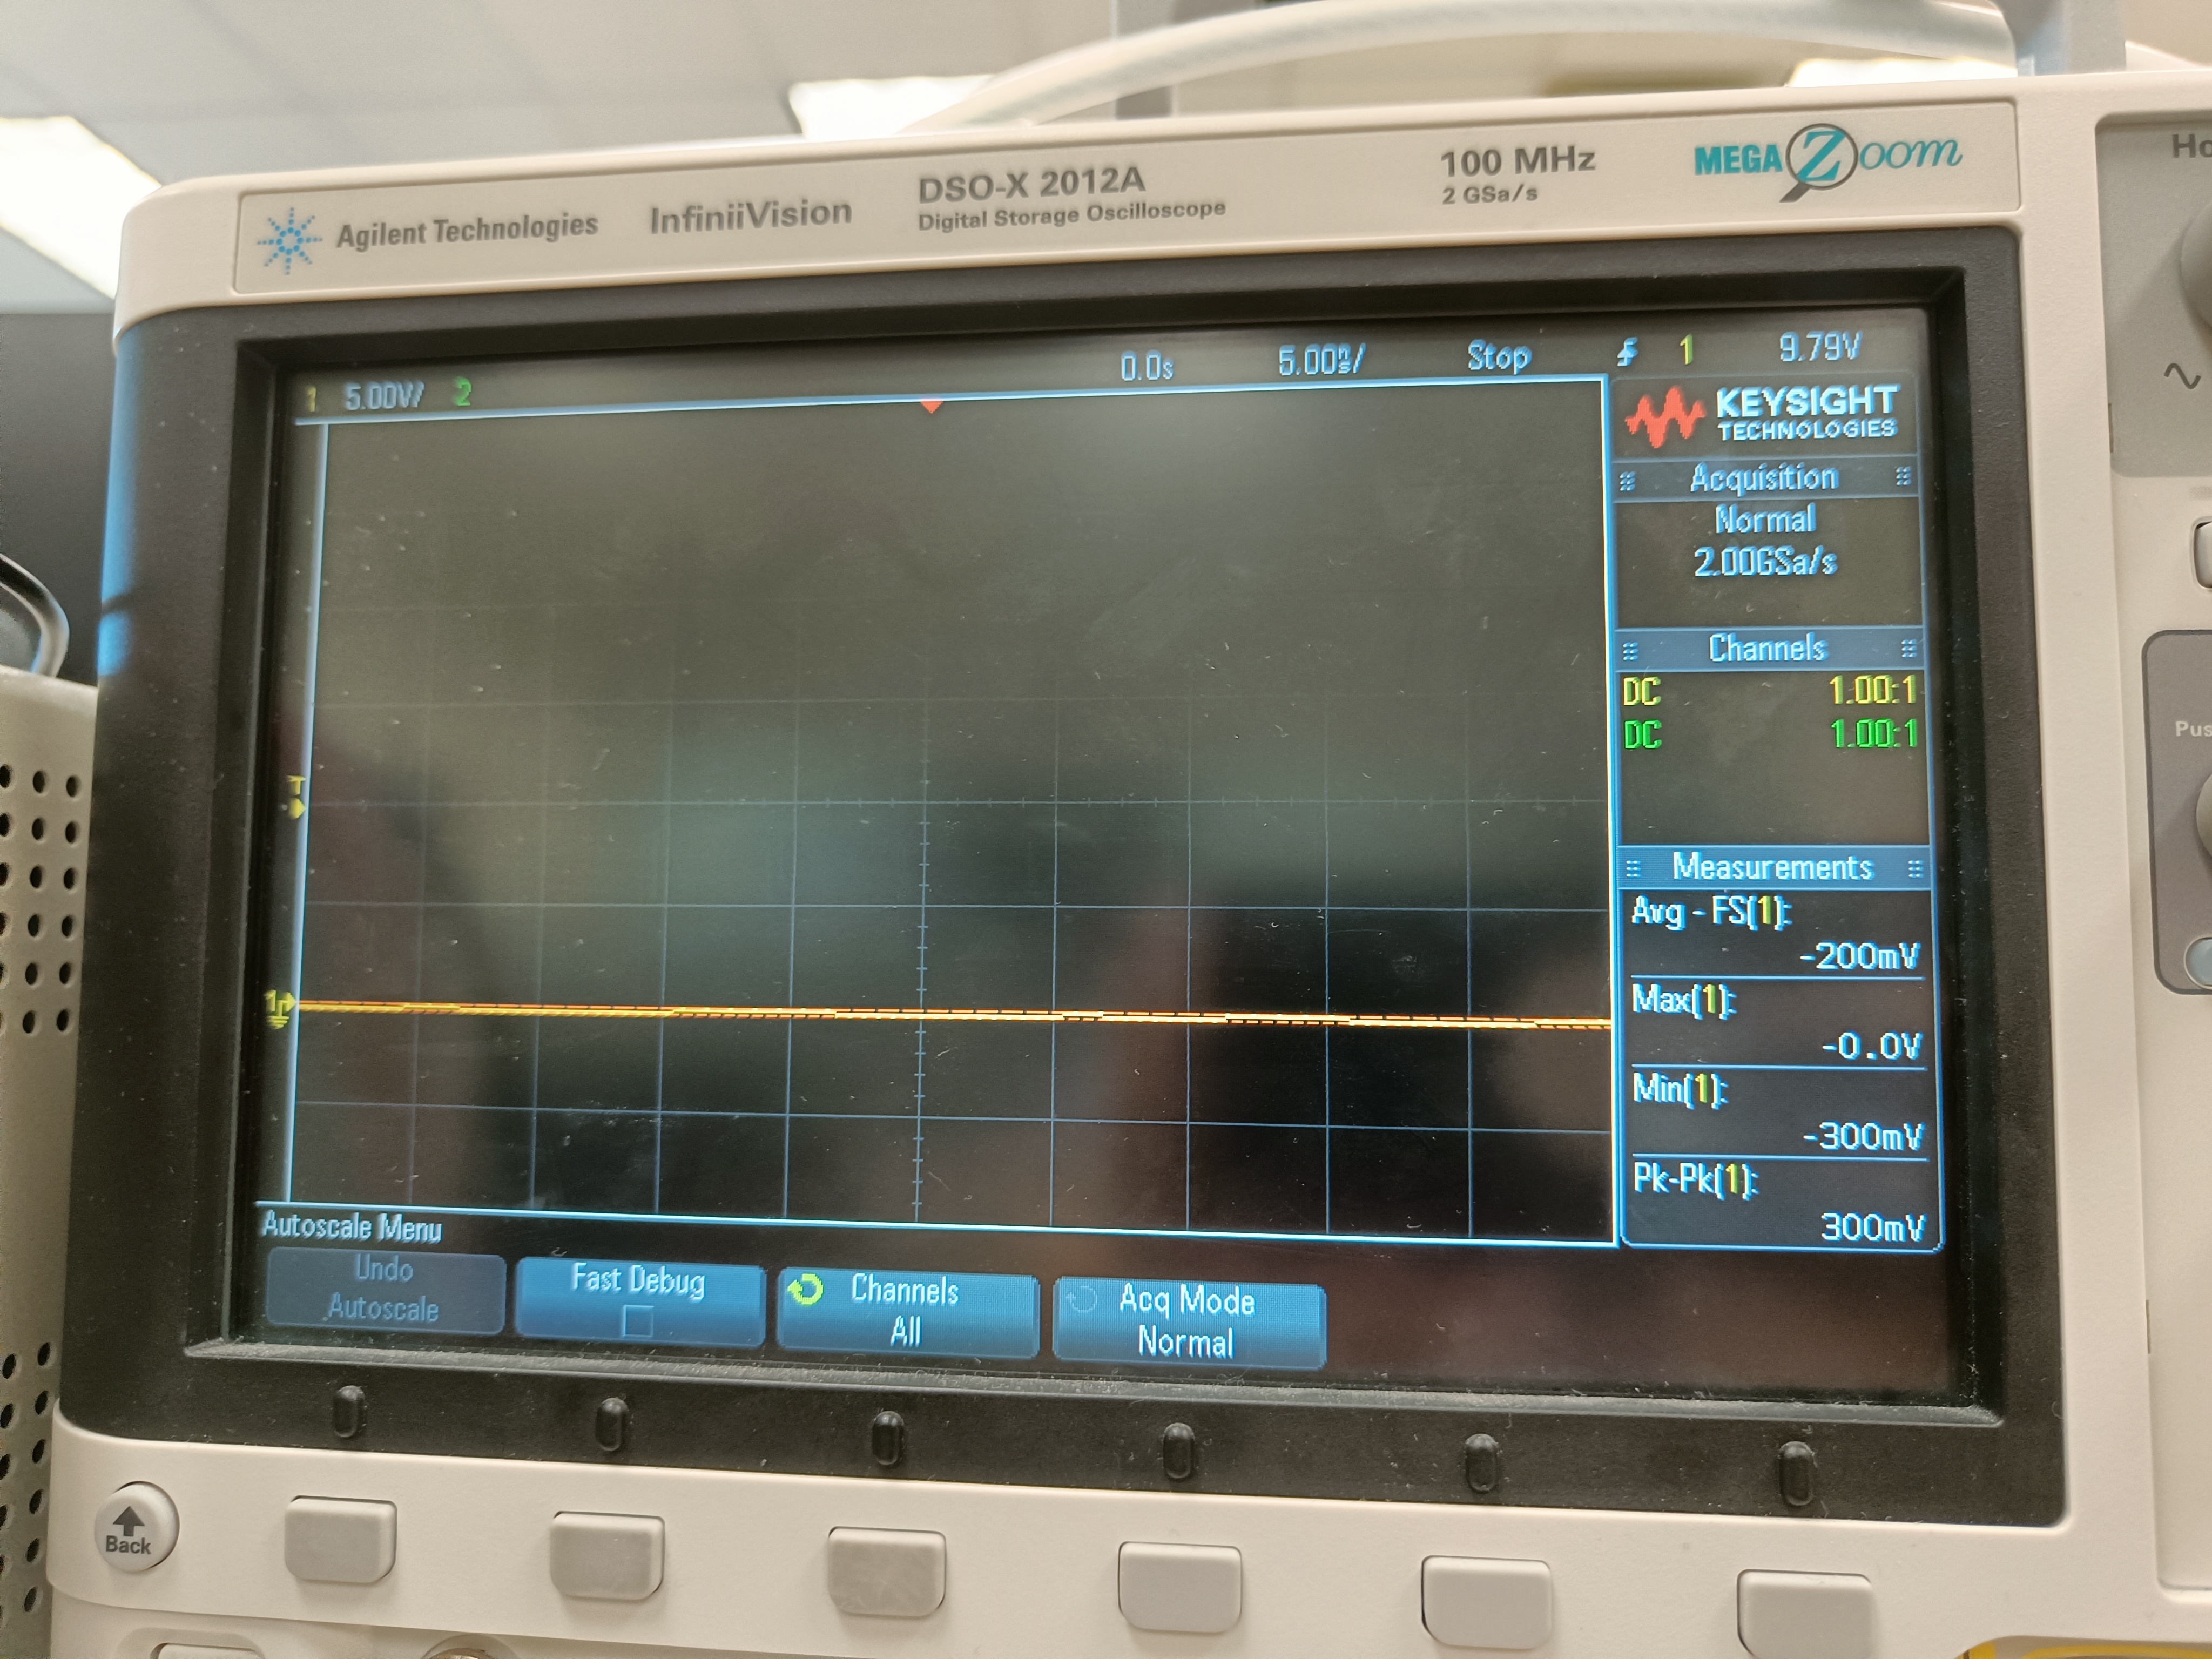 Agilent Technologies
InfiniiVision
DSO-X 2012A
Digital Storage Oscilloscope
100 MHz
2 GSa/s
MEGA Zoom
1 5.00V/ 2 0.0s 5.00ns/ Stop 1 9.79V
KEYSIGHT
TECHNOLOGIES
Acquisition
Normal
2.00GSa/s
Channels
DC 1.00:1
DC 1.00:1
Measurements
Avg - FS(1):
-200mV
Max(1):
-0.0V
Min(1):
-300mV
Pk-Pk(1):
300mV
T
1
Autoscale Menu
Undo
Autoscale
Fast Debug
Channels
All
Acq Mode
Normal
Back